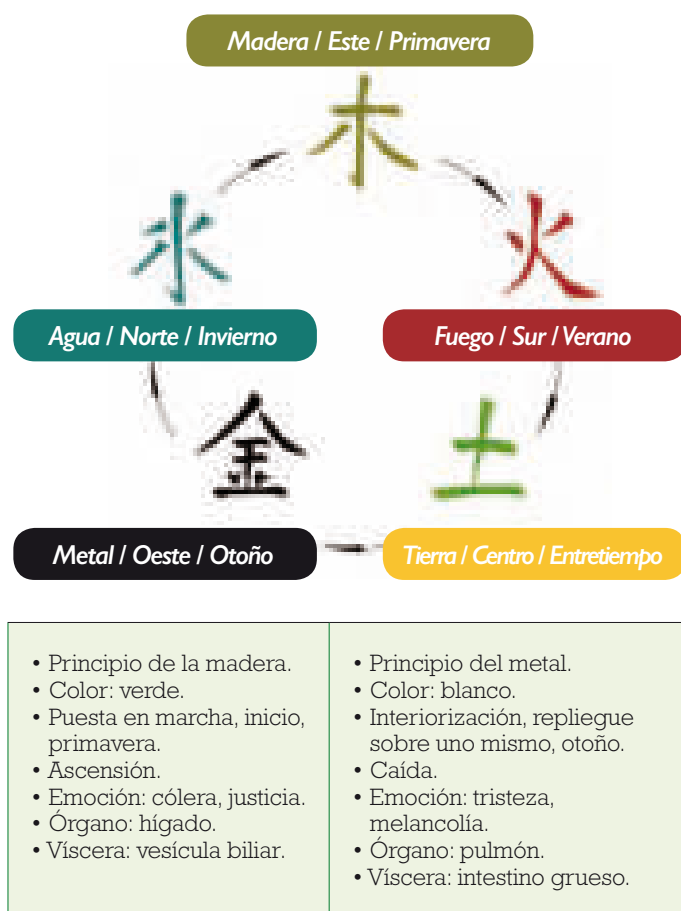 Madera / Este / Primavera
木
水
火
Agua / Norte / Invierno
Fuego / Sur / Verano
金
土
Metal / Oeste / Otoño
Tierra / Centro / Entretiempo
• Principio de la madera.
• Color: verde.
• Puesta en marcha, inicio,
primavera.
• Ascensión.
• Emoción: cólera, justicia.
• Órgano: hígado.
• Víscera: vesícula biliar.
• Principio del metal.
• Color: blanco.
• Interiorización, repliegue
sobre uno mismo, otoño.
• Caída.
• Emoción: tristeza,
melancolía.
• Órgano: pulmón.
• Víscera: intestino grueso.